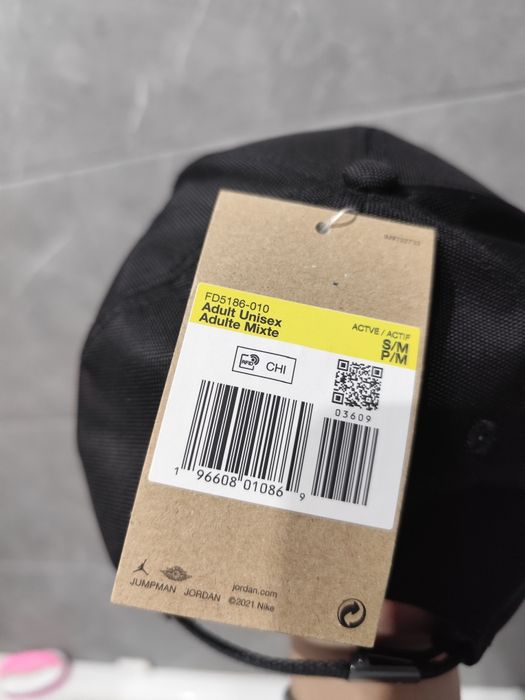 FD5186-010
Adult Unisex
Adulte Mixte
ACTVE / ACTIF
S/M
P/M
RFID
CHI
03609
1 96608 01086 9
JUMPMAN JORDAN
jordan.com
©2021 Nike